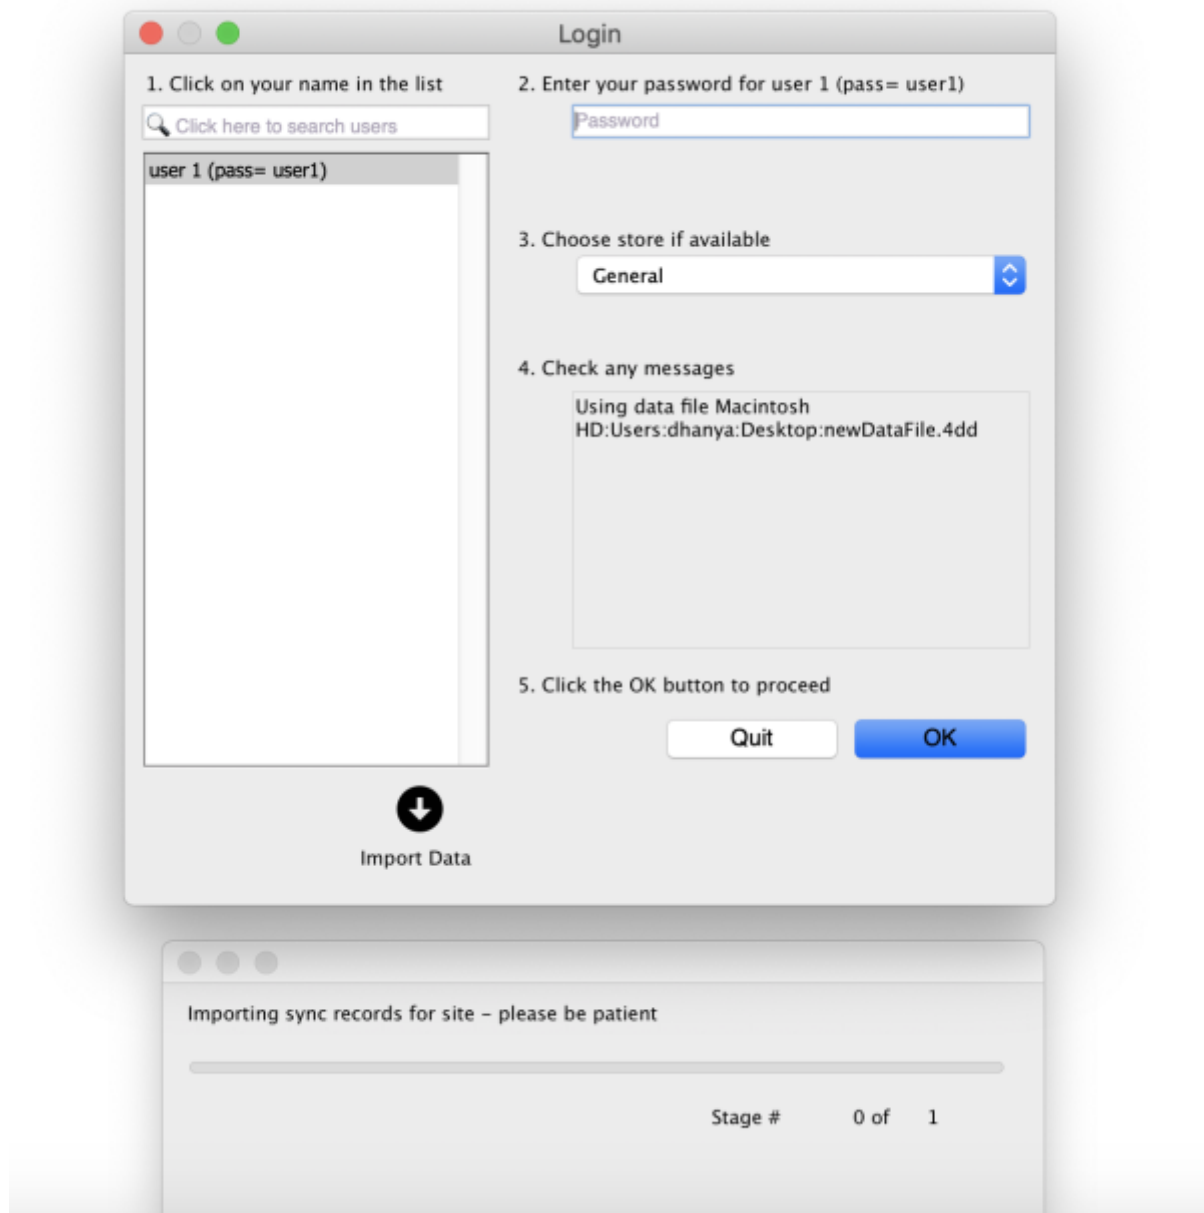 Login
1. Click on your name in the list
Click here to search users
user 1 (pass= user1)
Import Data
2. Enter your password for user 1 (pass= user1)
Password
3. Choose store if available
General
4. Check any messages
Using data file Macintosh
HD:Users:dhanya:Desktop:newDataFile.4dd
5. Click the OK button to proceed
Quit OK
Importing sync records for site – please be patient
Stage # 0 of 1